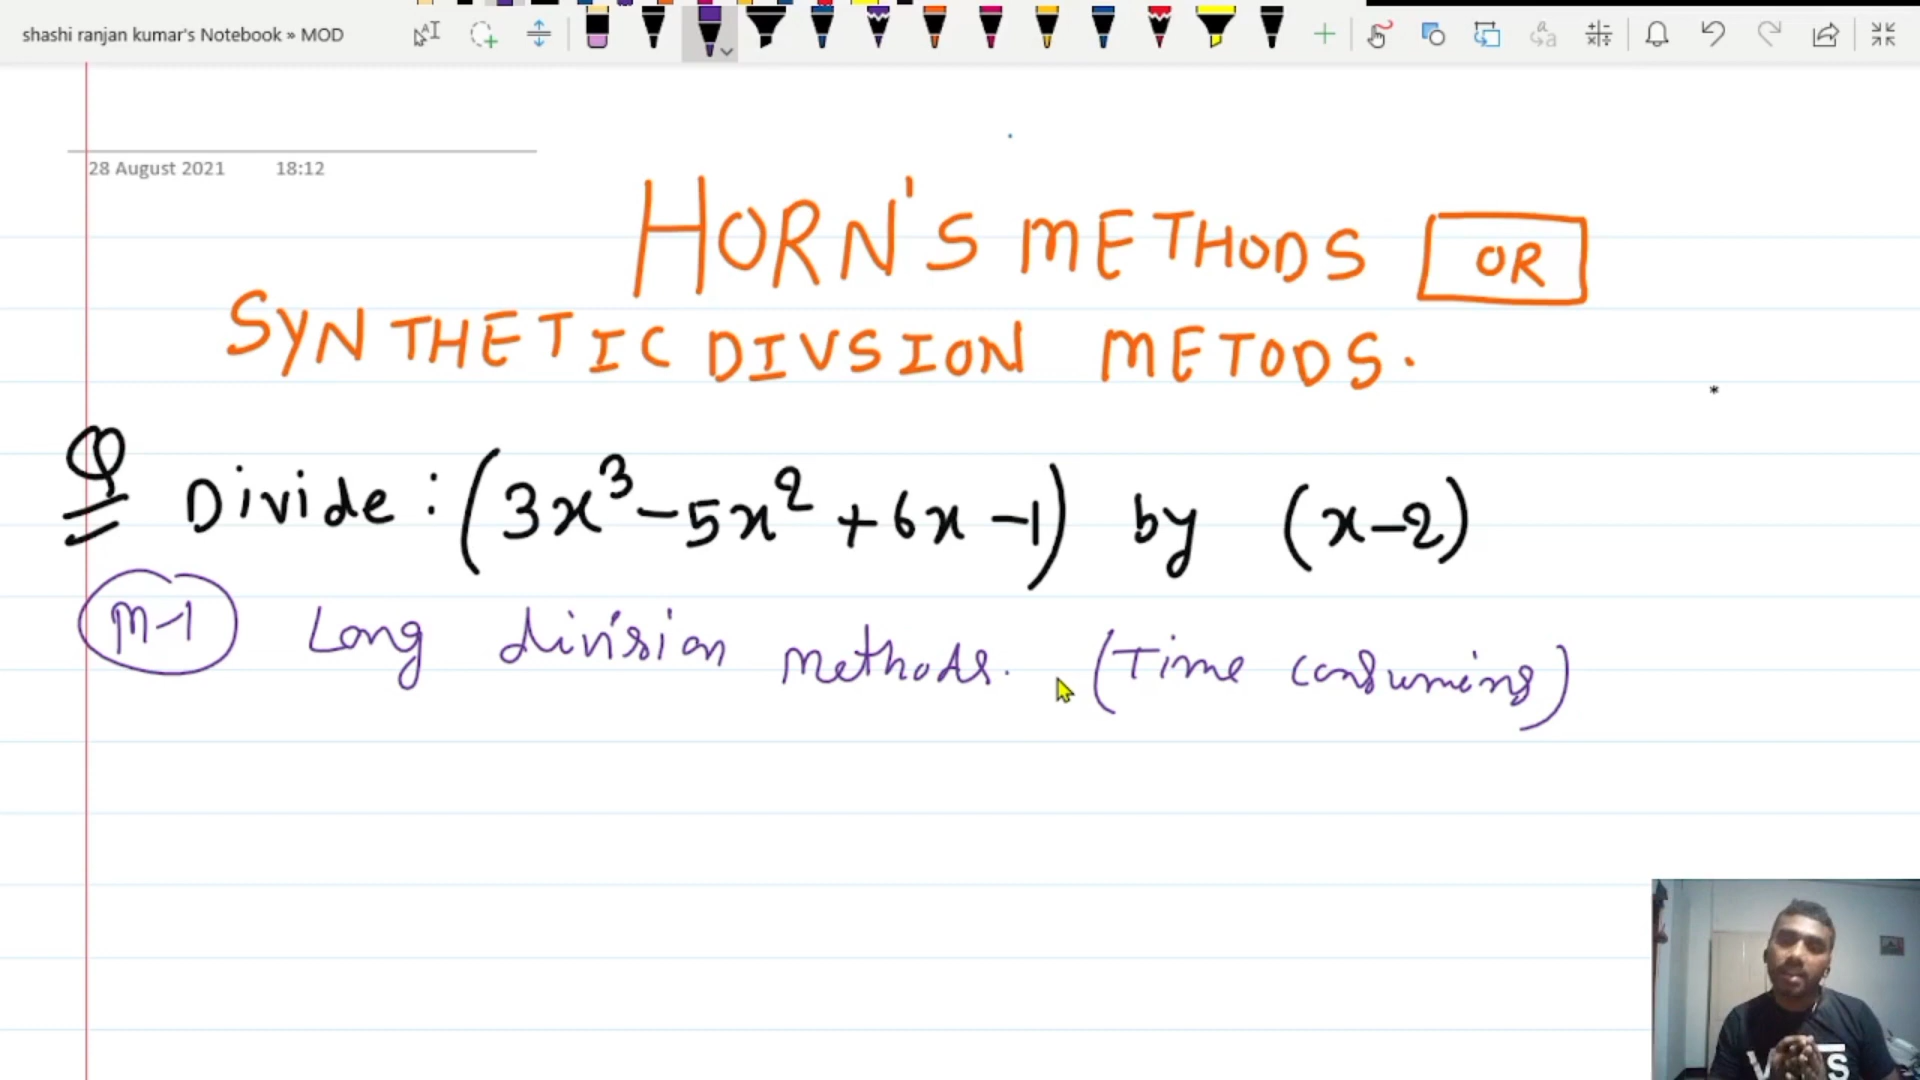 shashi ranjan kumar's Notebook » MOD
28 August 2021 18:12
HORN'S METHODS OR
SYNTHETIC DIVSION METODS.
Q Divide : (3x³-5x²+6x-1) by (x-2)
M-1 Long division methods. (Time consuming)